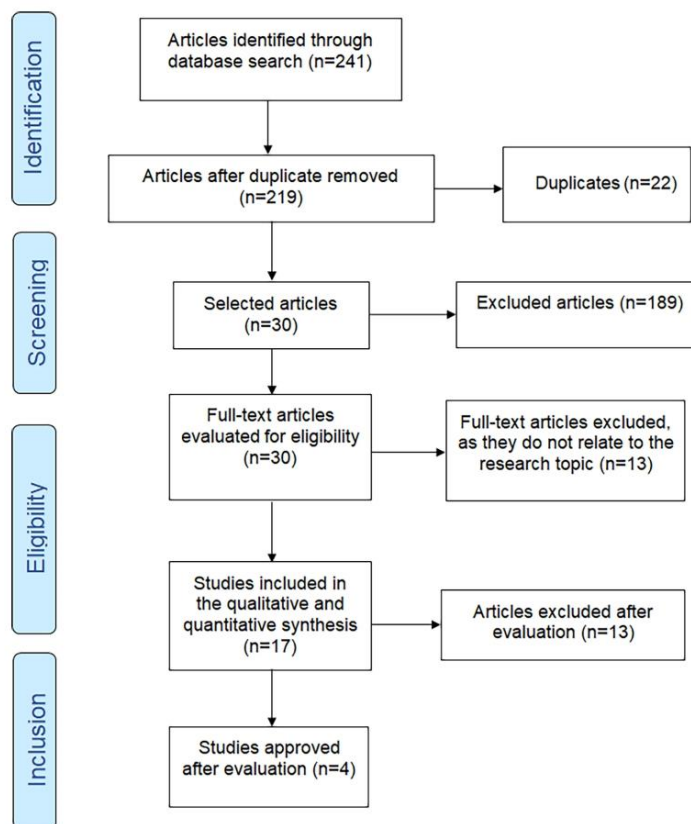 Identification
Articles identified through
database search (n=241)
Articles after duplicate removed
(n=219)
Duplicates (n=22)
Screening
Selected articles
(n=30)
Excluded articles (n=189)
Eligibility
Full-text articles
evaluated for eligibility
(n=30)
Full-text articles excluded,
as they do not relate to the
research topic (n=13)
Studies included in
the qualitative and
quantitative synthesis
(n=17)
Articles excluded after
evaluation (n=13)
Inclusion
Studies approved
after evaluation (n=4)